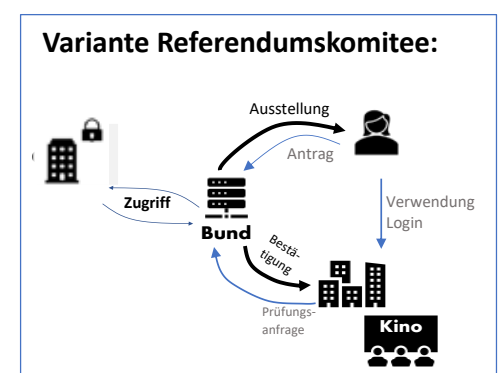 Variante Referendumskomitee:
Ausstellung
Antrag
Zugriff
Bund
Verwendung
Login
Bestä-
tigung
Prüfungs-
anfrage
Kino